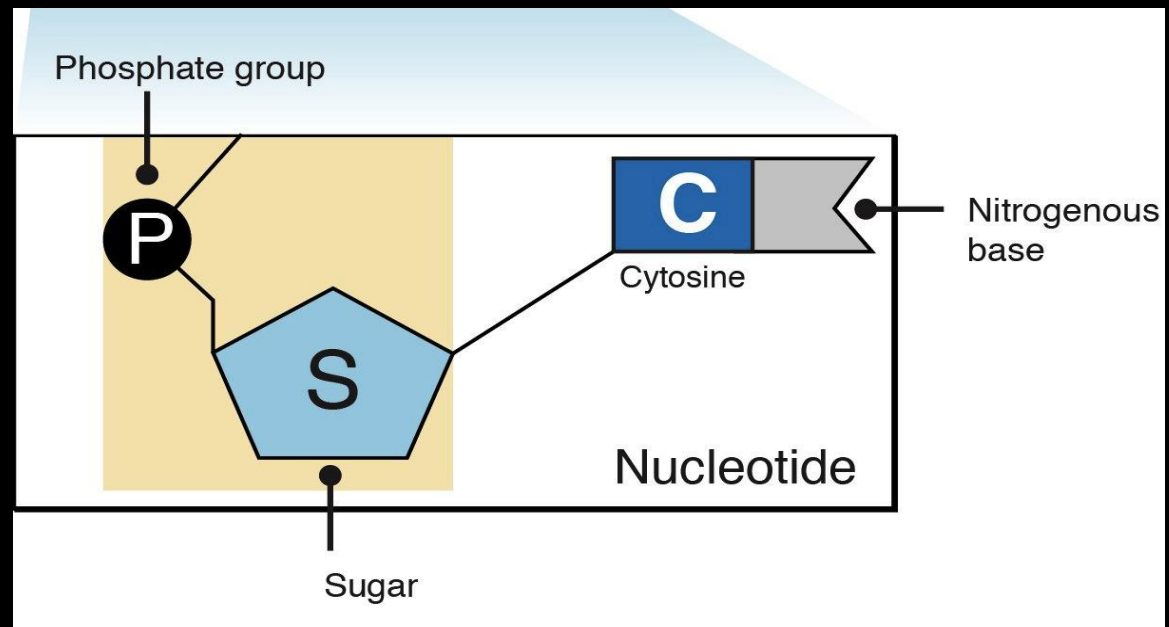 Phosphate group
P
C
Nitrogenous
base
Cytosine
S
Nucleotide
Sugar